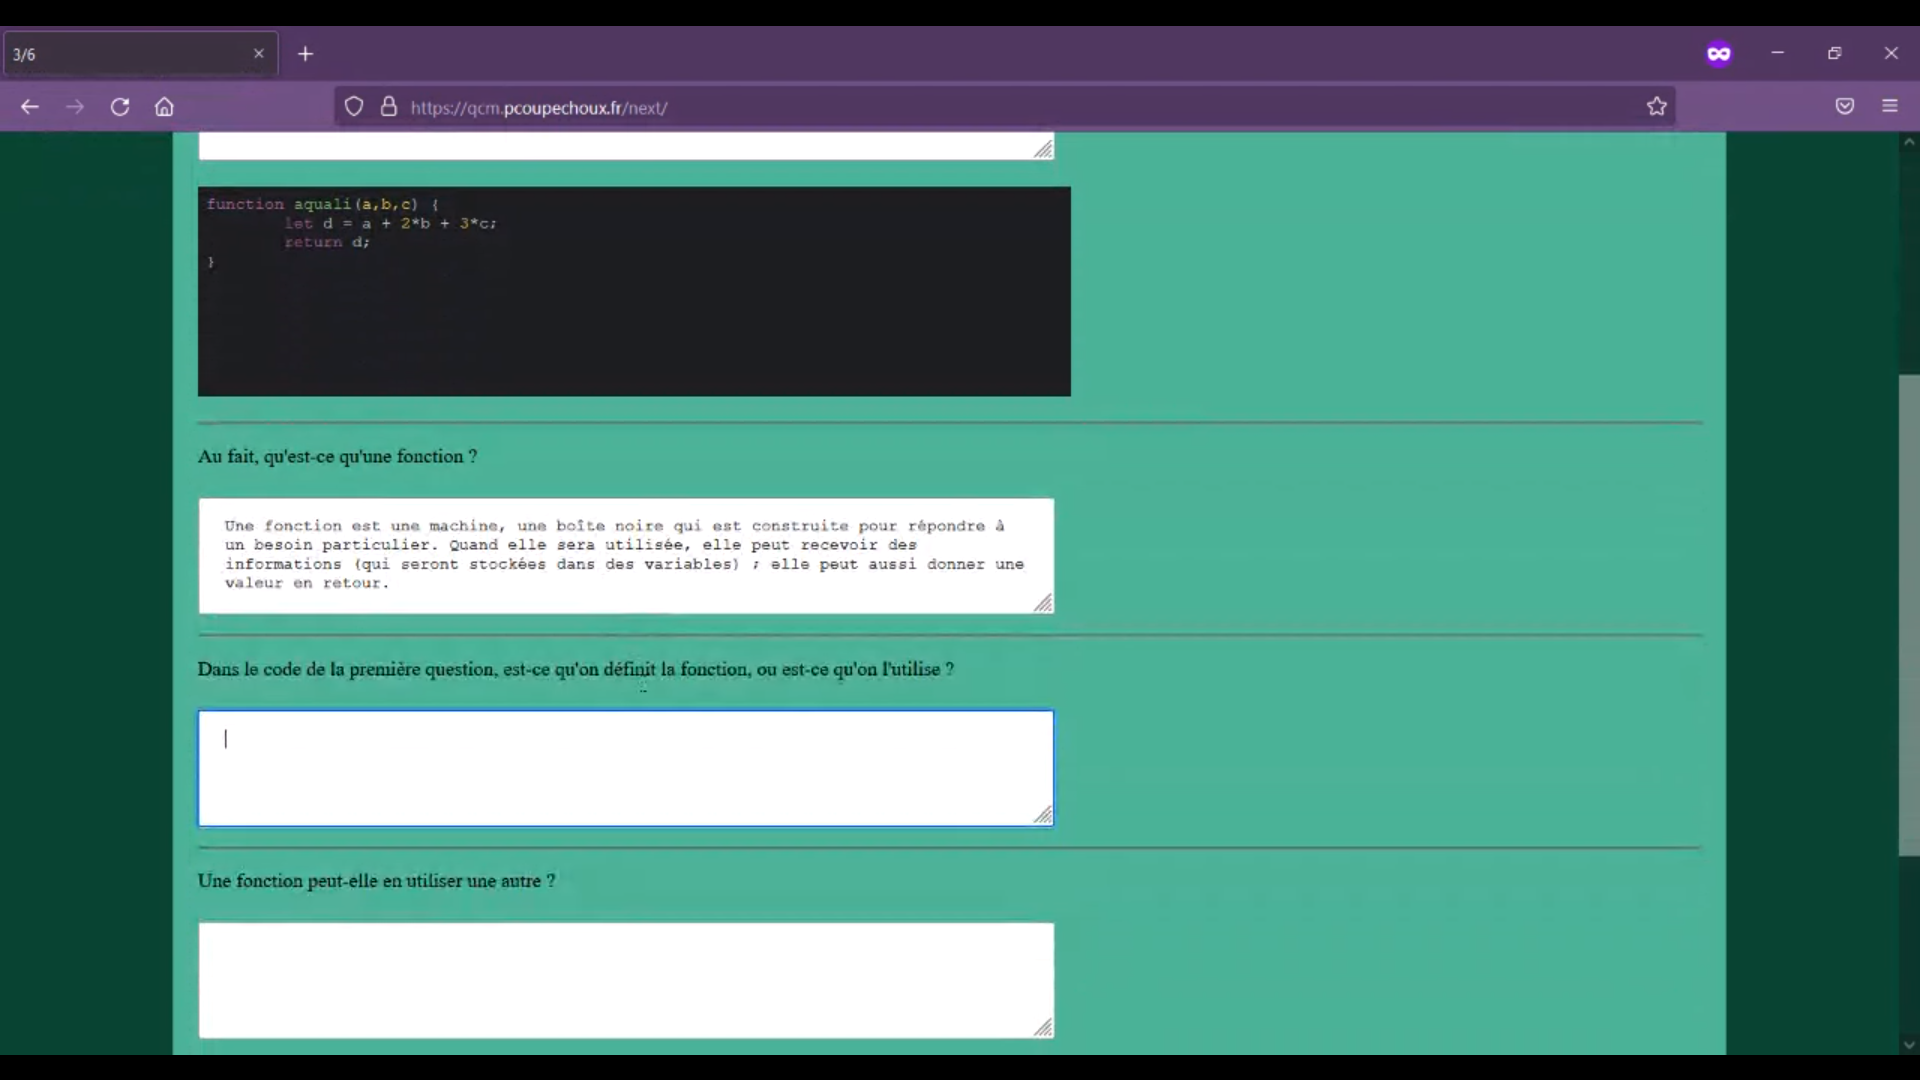 3/6
https://qcm.pcoupechoux.fr/next/
function aquali(a,b,c) {
let d = a + 2*b + 3*c;
return d;
}
Au fait, qu'est-ce qu'une fonction ?
Une fonction est une machine, une boîte noire qui est construite pour répondre à
un besoin particulier. Quand elle sera utilisée, elle peut recevoir des
informations (qui seront stockées dans des variables) ; elle peut aussi donner une
valeur en retour.
Dans le code de la première question, est-ce qu'on définit la fonction, ou est-ce qu'on l'utilise ?
Une fonction peut-elle en utiliser une autre ?